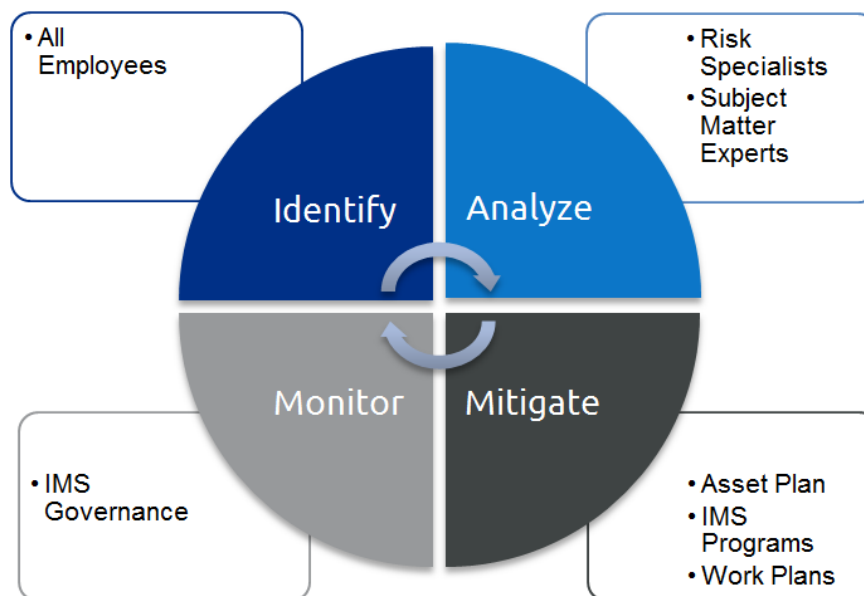 • All
Employees
• Risk
Specialists
• Subject
Matter
Experts
Identify
Analyze
Monitor
Mitigate
• IMS
Governance
• Asset Plan
• IMS
Programs
• Work Plans